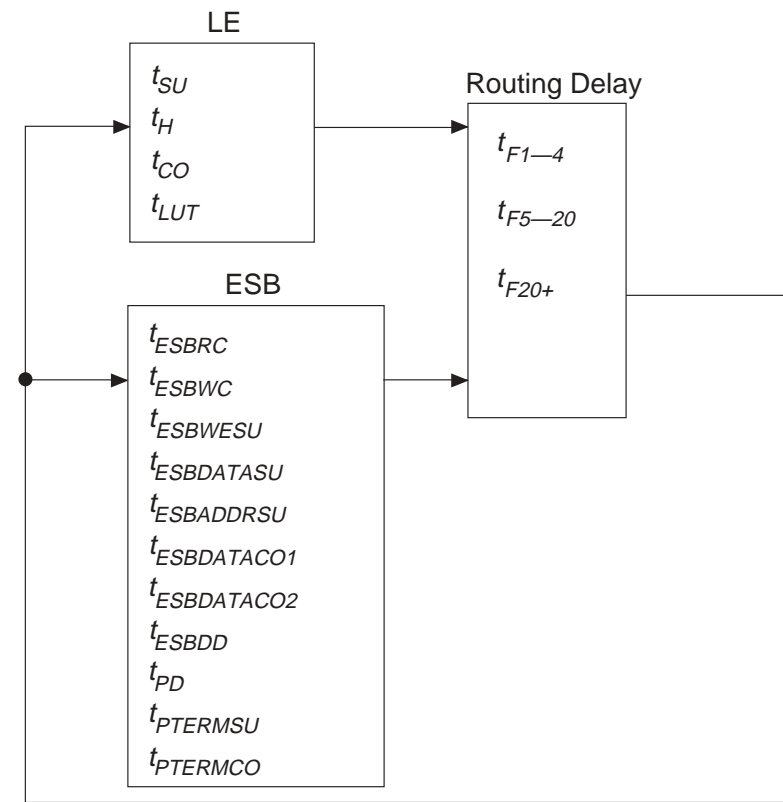 LE
tSU
tH
tCO
tLUT
Routing Delay
tF1—4
tF5—20
tF20+
ESB
tESBRC
tESBWC
tESBWESU
tESBDATASU
tESBADDRSU
tESBDATACO1
tESBDATACO2
tESBDD
tPD
tPTERMSU
tPTERMCO